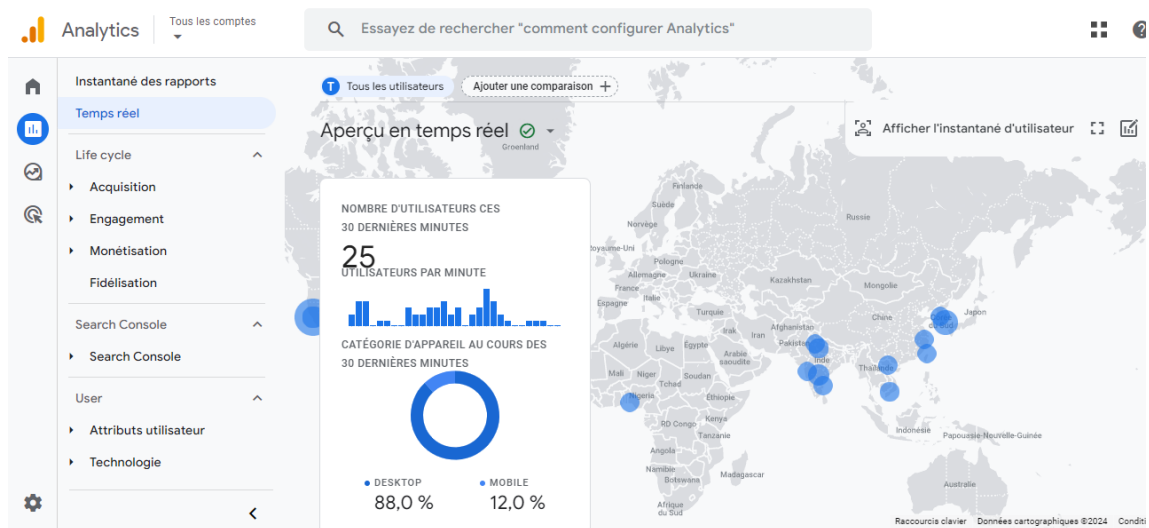 Analytics
Tous les comptes
Essayez de rechercher "comment configurer Analytics"
Instantané des rapports
Temps réel
Life cycle
Acquisition
Engagement
Monétisation
Fidélisation
Search Console
Search Console
User
Attributs utilisateur
Technologie
T Tous les utilisateurs
Ajouter une comparaison
Aperçu en temps réel
Afficher l'instantané d'utilisateur
NOMBRE D'UTILISATEURS CES
30 DERNIÈRES MINUTES
25
UTILISATEURS PAR MINUTE
CATÉGORIE D'APPAREIL AU COURS DES
30 DERNIÈRES MINUTES
DESKTOP
88,0 %
MOBILE
12,0 %
Groenland
Finlande
Suède
Norvège
Russie
oyaume-Uni
Pologne
Allemagne
Ukraine
France
Kazakhstan
Mongolie
Espagne
Italie
Turquie
Chine
Japon
du Sud
Irak
Iran
Afghanistan
Algérie
Libye
Égypte
Pakistan
Arabie
saoudite
Inde
Thaïlande
Mali
Niger
Tchad
Soudan
Nigeria
Éthiopie
RD Congo
Kenya
Tanzanie
Indonésie
Papouasie-Nouvelle-Guinée
Angola
Namibie
Botswana
Madagascar
Australie
Afrique
du Sud
Raccourcis clavier
Données cartographiques ©2024
Conditi